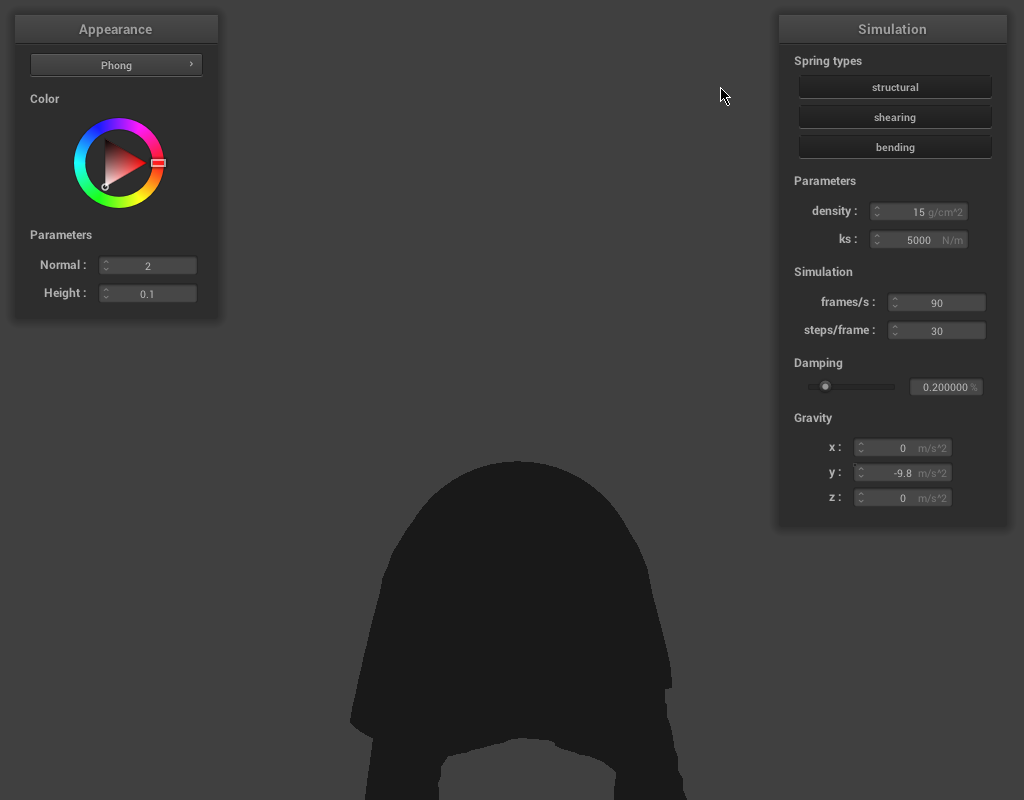 Appearance
Phong
Color
Parameters
Normal : 2
Height : 0.1
Simulation
Spring types
structural
shearing
bending
Parameters
density : 15 g/cm^2
ks : 5000 N/m
Simulation
frames/s : 90
steps/frame : 30
Damping
0.200000 %
Gravity
x : 0 m/s^2
y : -9.8 m/s^2
z : 0 m/s^2